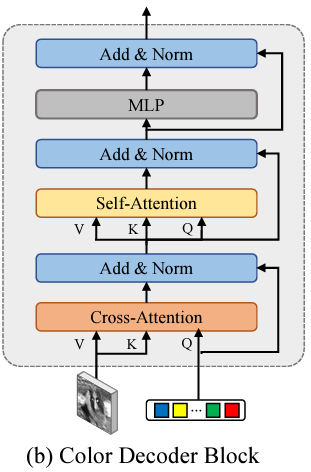 Add & Norm
MLP
Add & Norm
Self-Attention
V K Q
Add & Norm
Cross-Attention
V K Q
...
(b) Color Decoder Block